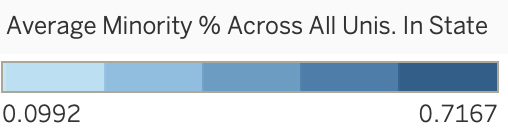 Average Minority % Across All Unis. In State
0.0992 0.7167